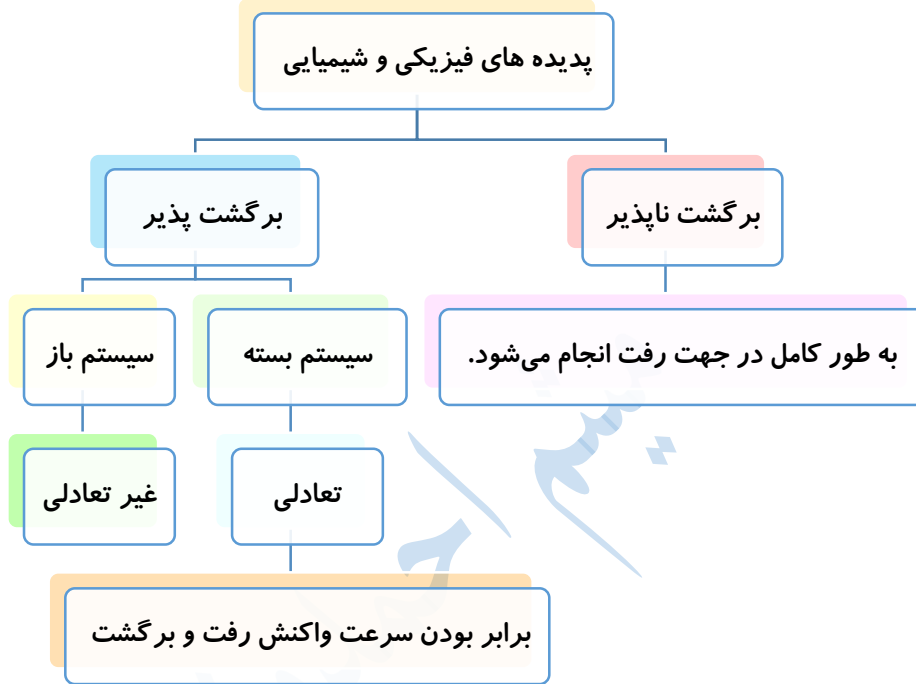 پدیده های فیزیکی و شیمیایی
برگشت ناپذیر
برگشت پذیر
به طور کامل در جهت رفت انجام می‌شود.
سیستم بسته
سیستم باز
تعادلی
غیر تعادلی
برابر بودن سرعت واکنش رفت و برگشت